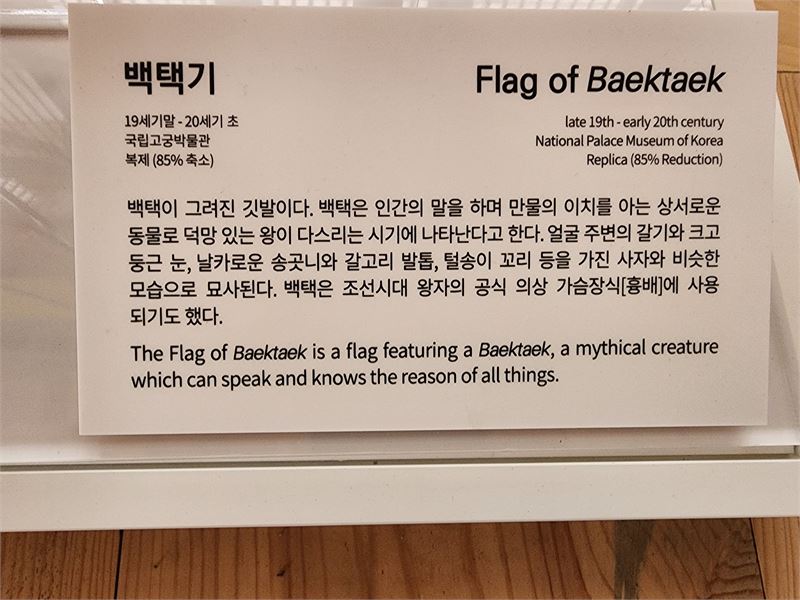 백택기
Flag of Baektaek
19세기말 - 20세기 초
국립고궁박물관
복제 (85% 축소)
late 19th - early 20th century
National Palace Museum of Korea
Replica (85% Reduction)
백택이 그려진 깃발이다. 백택은 인간의 말을 하며 만물의 이치를 아는 상서로운
동물로 덕망 있는 왕이 다스리는 시기에 나타난다고 한다. 얼굴 주변의 갈기와 크고
둥근 눈, 날카로운 송곳니와 갈고리 발톱, 털송이 꼬리 등을 가진 사자와 비슷한
모습으로 묘사된다. 백택은 조선시대 왕자의 공식 의상 가슴장식[흉배]에 사용
되기도 했다.
The Flag of Baektaek is a flag featuring a Baektaek, a mythical creature
which can speak and knows the reason of all things.